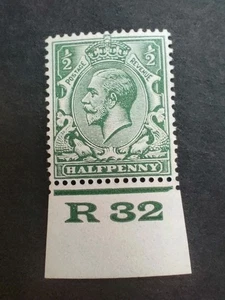 ½ ½
POSTAGE REVENUE
HALFPENNY
R 32